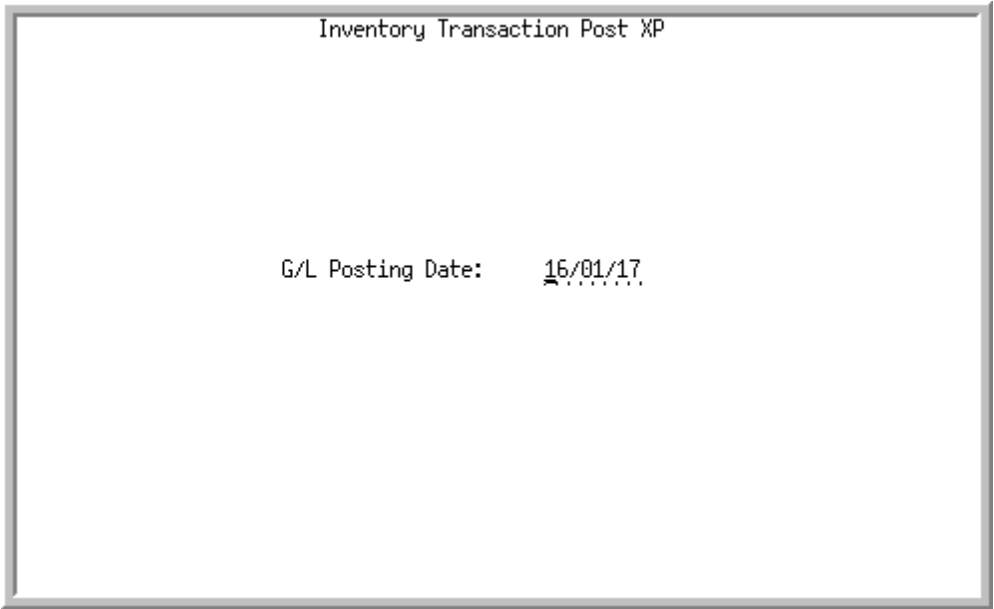 Inventory Transaction Post XP
G/L Posting Date: 16/01/17